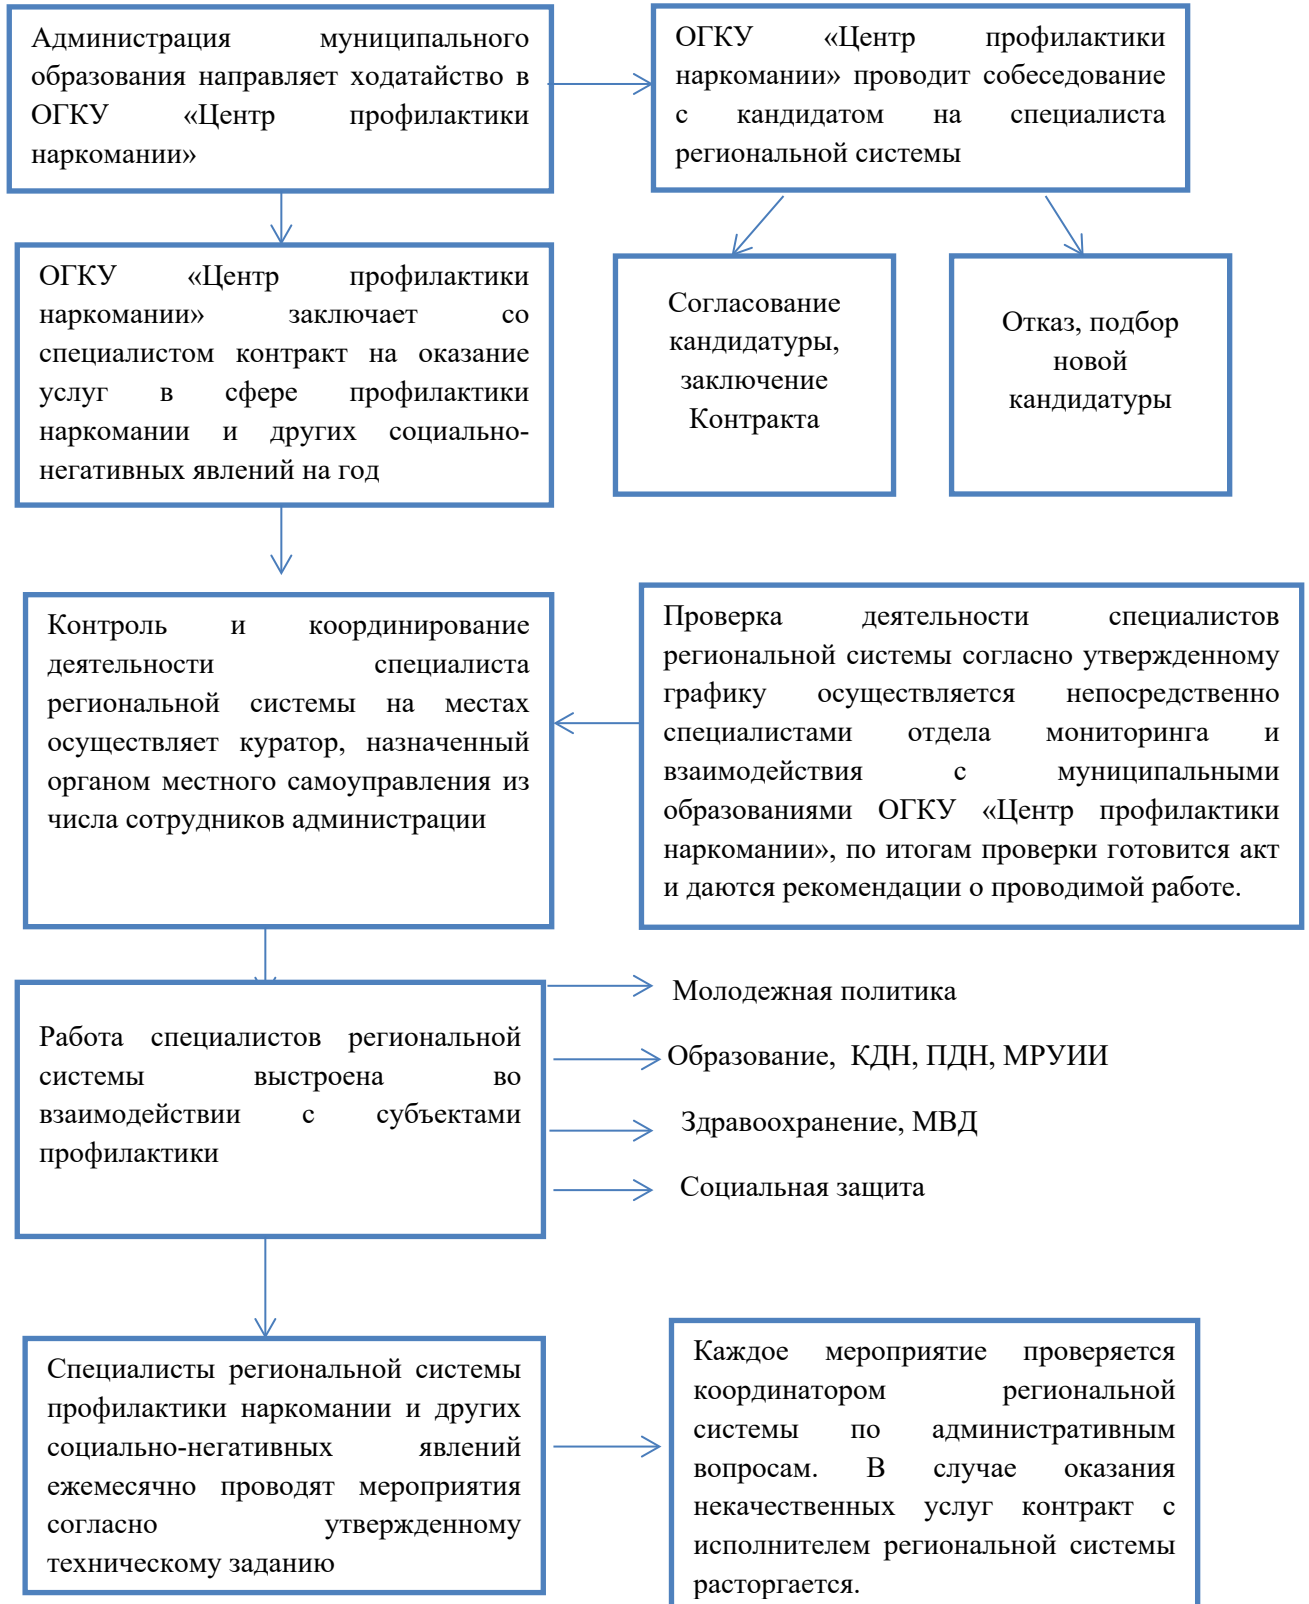 Администрация муниципального
образования направляет ходатайство в
ОГКУ «Центр профилактики
наркомании»
ОГКУ «Центр профилактики
наркомании» проводит собеседование
с кандидатом на специалиста
региональной системы
ОГКУ «Центр профилактики
наркомании» заключает со
специалистом контракт на оказание
услуг в сфере профилактики
наркомании и других социально-
негативных явлений на год
Согласование
кандидатуры,
заключение
Контракта
Отказ, подбор
новой
кандидатуры
Контроль и координирование
деятельности специалиста
региональной системы на местах
осуществляет куратор, назначенный
органом местного самоуправления из
числа сотрудников администрации
Проверка деятельности специалистов
региональной системы согласно утвержденному
графику осуществляется непосредственно
специалистами отдела мониторинга и
взаимодействия с муниципальными
образованиями ОГКУ «Центр профилактики
наркомании», по итогам проверки готовится акт
и даются рекомендации о проводимой работе.
Работа специалистов региональной
системы выстроена во
взаимодействии с субъектами
профилактики
Молодежная политика
Образование, КДН, ПДН, МРУИИ
Здравоохранение, МВД
Социальная защита
Специалисты региональной системы
профилактики наркомании и других
социально-негативных явлений
ежемесячно проводят мероприятия
согласно утвержденному
техническому заданию
Каждое мероприятие проверяется
координатором региональной
системы по административным
вопросам. В случае оказания
некачественных услуг контракт с
исполнителем региональной системы
расторгается.